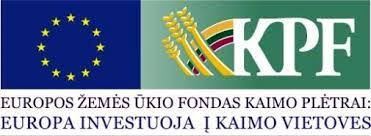 KPF
EUROPOS ŽEMĖS ŪKIO FONDAS KAIMO PLĖTRAI:
EUROPA INVESTUOJA Į KAIMO VIETOVES